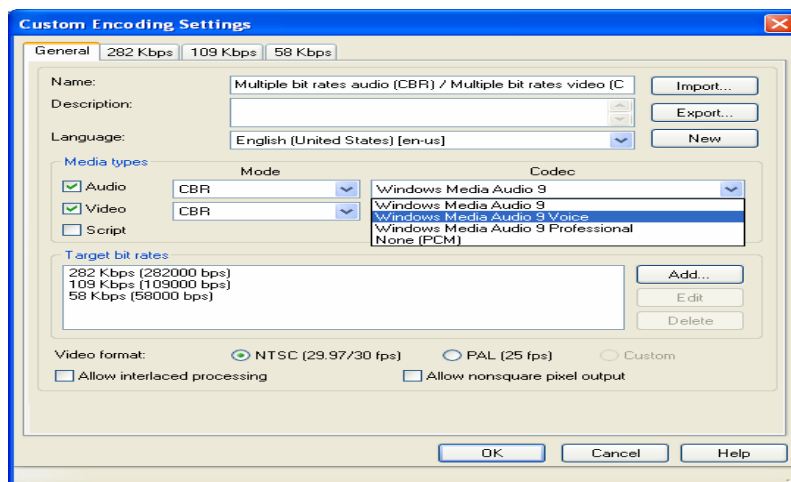 Custom Encoding Settings
General 282 Kbps 109 Kbps 58 Kbps
Name: Multiple bit rates audio (CBR) / Multiple bit rates video (C Import...
Description: Export...
Language: English (United States) [en-us] New
Media types
Mode Codec
Audio CBR Windows Media Audio 9
Video CBR Windows Media Audio 9
Windows Media Audio 9 Voice
Script Windows Media Audio 9 Professional
None (PCM)
Target bit rates
282 Kbps (282000 bps) Add...
109 Kbps (109000 bps)
58 Kbps (58000 bps) Edit
Delete
Video format: NTSC (29.97/30 fps) PAL (25 fps) Custom
Allow interlaced processing Allow nonsquare pixel output
OK Cancel Help